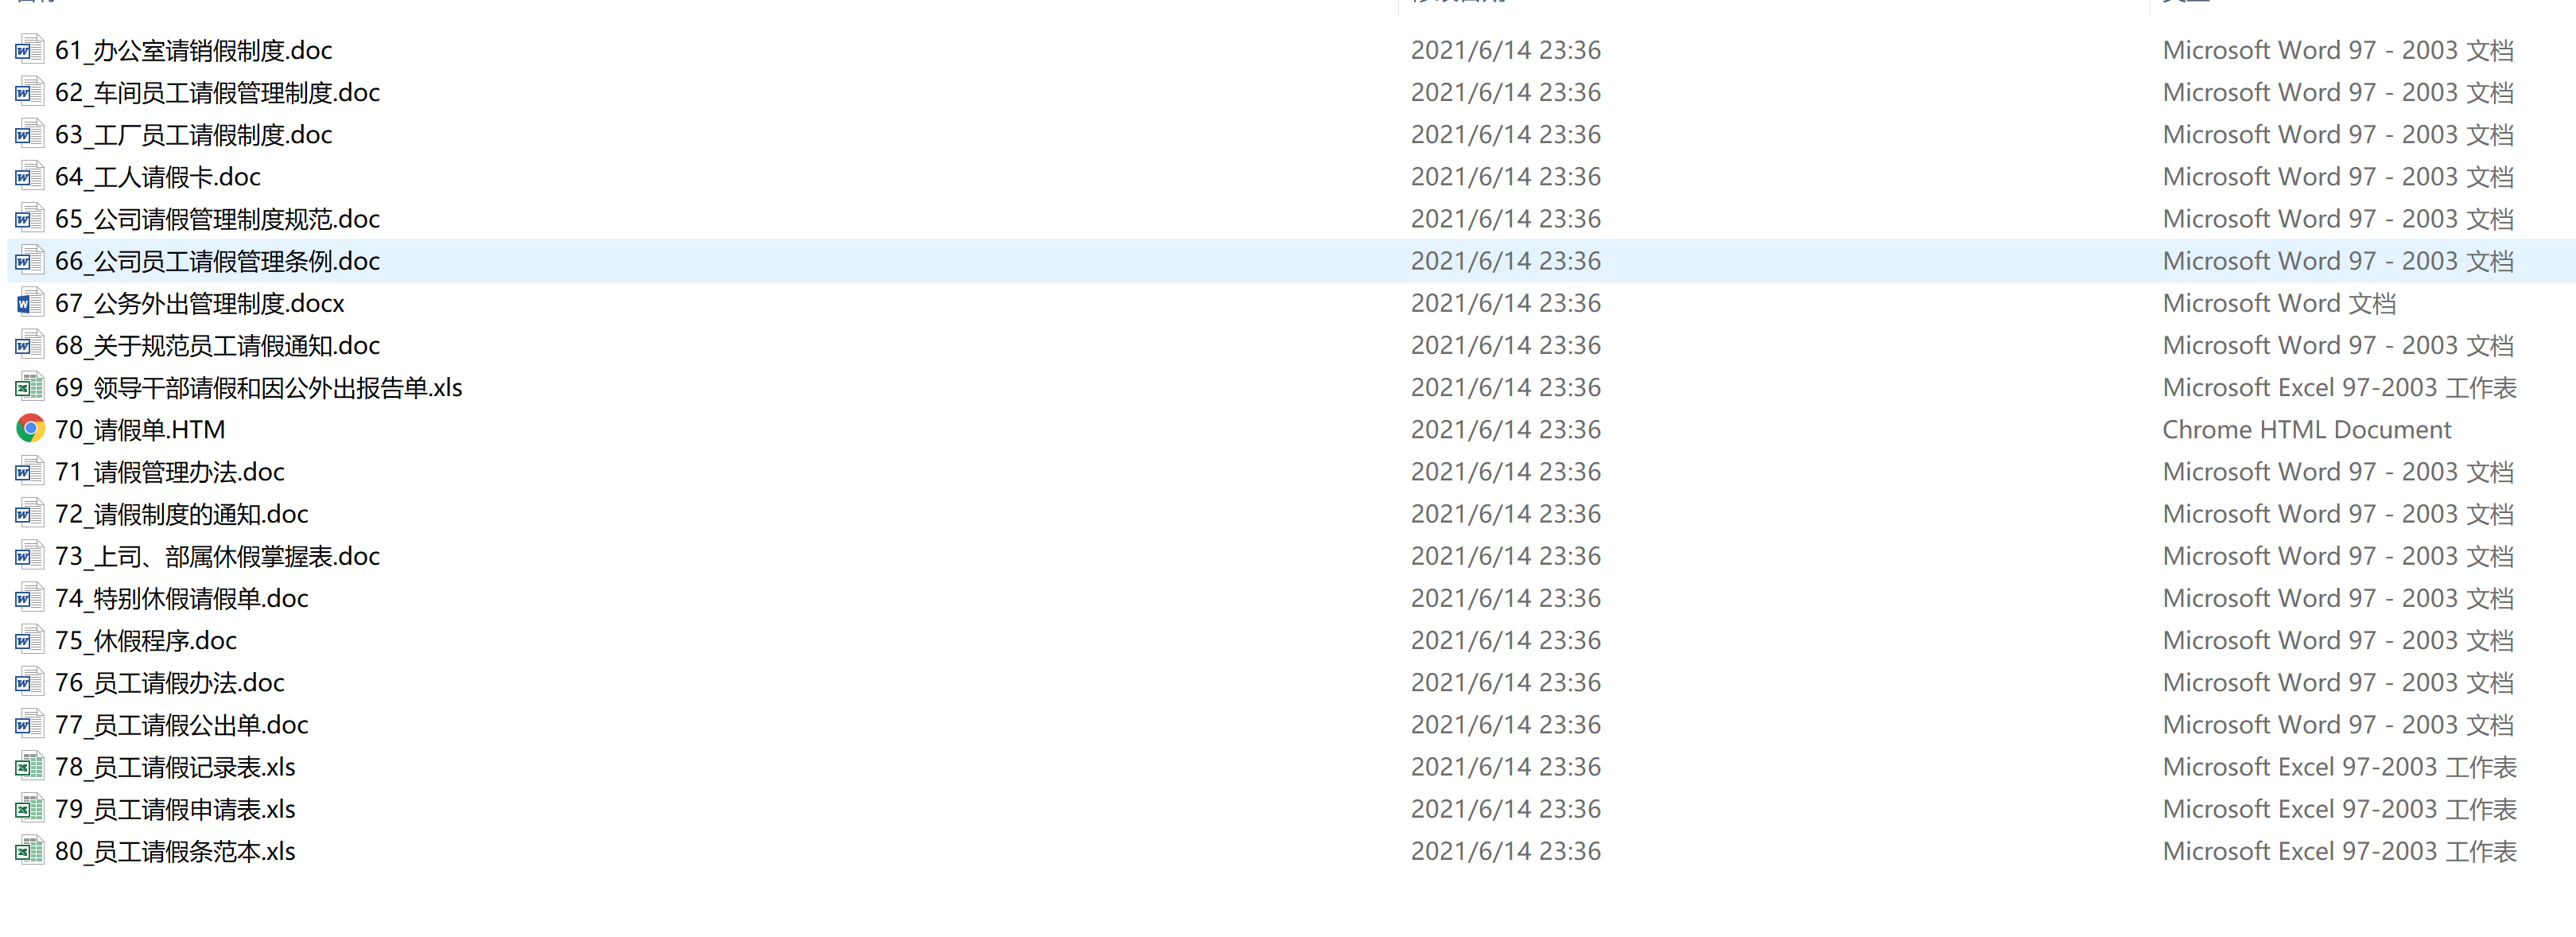 61_办公室请销假制度.doc 2021/6/14 23:36 Microsoft Word 97 - 2003 文档
62_车间员工请假管理制度.doc 2021/6/14 23:36 Microsoft Word 97 - 2003 文档
63_工厂员工请假制度.doc 2021/6/14 23:36 Microsoft Word 97 - 2003 文档
64_工人请假卡.doc 2021/6/14 23:36 Microsoft Word 97 - 2003 文档
65_公司请假管理制度规范.doc 2021/6/14 23:36 Microsoft Word 97 - 2003 文档
66_公司员工请假管理条例.doc 2021/6/14 23:36 Microsoft Word 97 - 2003 文档
67_公务外出管理制度.docx 2021/6/14 23:36 Microsoft Word 文档
68_关于规范员工请假通知.doc 2021/6/14 23:36 Microsoft Word 97 - 2003 文档
69_领导干部请假和因公外出报告单.xls 2021/6/14 23:36 Microsoft Excel 97-2003 工作表
70_请假单.HTM 2021/6/14 23:36 Chrome HTML Document
71_请假管理办法.doc 2021/6/14 23:36 Microsoft Word 97 - 2003 文档
72_请假制度的通知.doc 2021/6/14 23:36 Microsoft Word 97 - 2003 文档
73_上司、部属休假掌握表.doc 2021/6/14 23:36 Microsoft Word 97 - 2003 文档
74_特别休假请假单.doc 2021/6/14 23:36 Microsoft Word 97 - 2003 文档
75_休假程序.doc 2021/6/14 23:36 Microsoft Word 97 - 2003 文档
76_员工请假办法.doc 2021/6/14 23:36 Microsoft Word 97 - 2003 文档
77_员工请假公出单.doc 2021/6/14 23:36 Microsoft Word 97 - 2003 文档
78_员工请假记录表.xls 2021/6/14 23:36 Microsoft Excel 97-2003 工作表
79_员工请假申请表.xls 2021/6/14 23:36 Microsoft Excel 97-2003 工作表
80_员工请假条范本.xls 2021/6/14 23:36 Microsoft Excel 97-2003 工作表